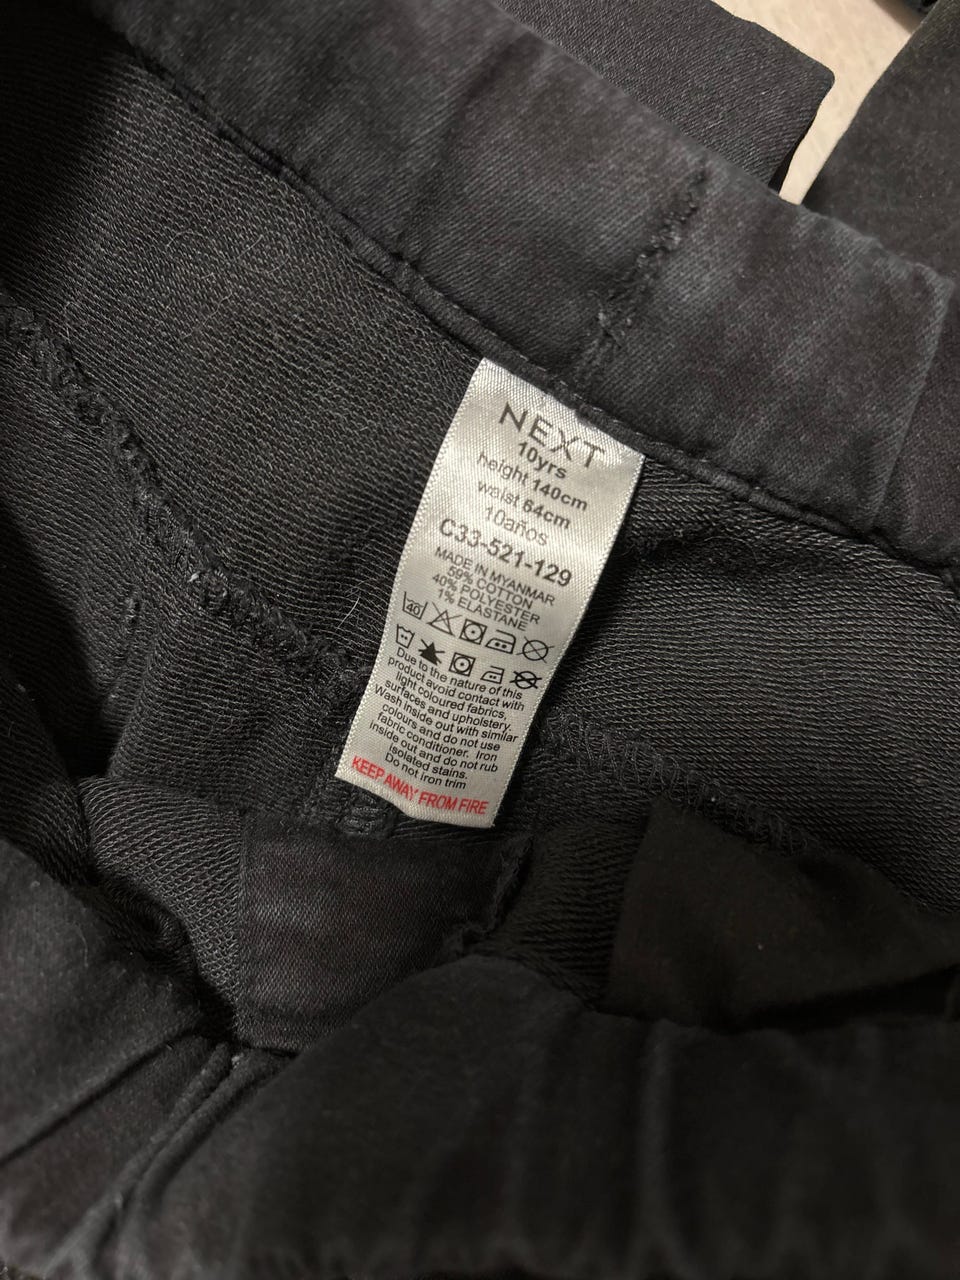 NEXT
10yrs
height 140cm
waist 64cm
10años
C33-521-129
MADE IN MYANMAR
59% COTTON
40% POLYESTER
1% ELASTANE
40
Due to the nature of this
product avoid contact with
light coloured fabrics,
surfaces and upholstery.
Wash inside out with similar
colours and do not use
fabric conditioner. Iron
inside out and do not rub
isolated stains.
Do not iron trim
KEEP AWAY FROM FIRE